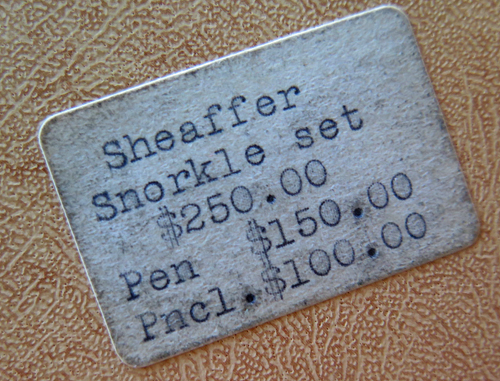 Sheaffer
Snorkle set
$250.00
Pen $150.00
Pncl.$100.00